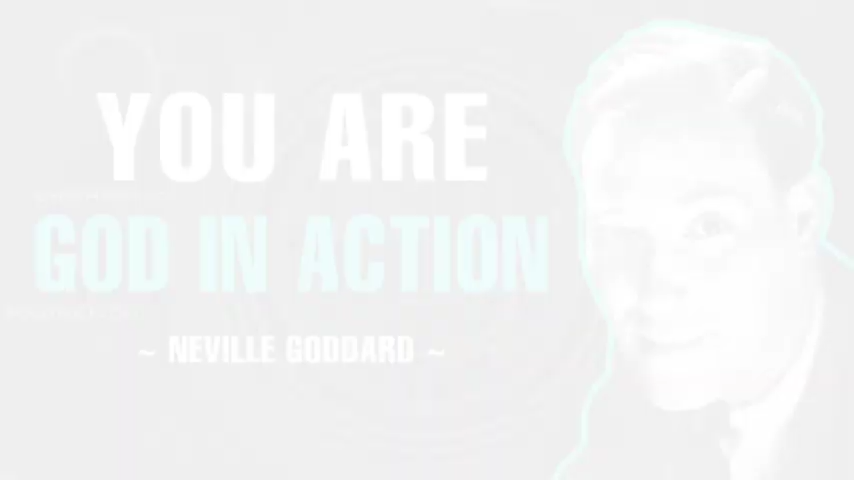 YOU ARE
GOD IN ACTION
~ NEVILLE GODDARD ~